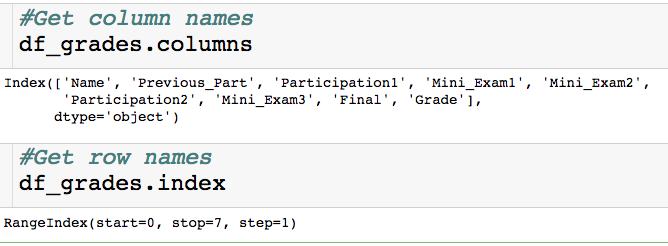 #Get column names
df_grades.columns
Index(['Name', 'Previous_Part', 'Participation1', 'Mini_Exam1', 'Mini_Exam2',
'Participation2', 'Mini_Exam3', 'Final', 'Grade'],
dtype='object')
#Get row names
df_grades.index
RangeIndex(start=0, stop=7, step=1)